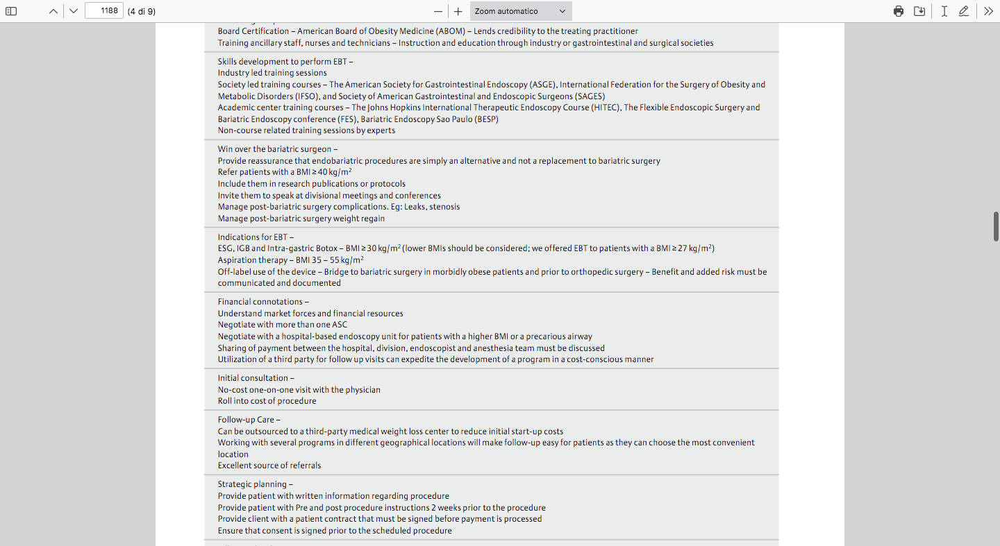 1188 (4 di 9) Zoom automatico
Board Certification – American Board of Obesity Medicine (ABOM) – Lends credibility to the treating practitioner
Training ancillary staff, nurses and technicians – Instruction and education through industry or gastrointestinal and surgical societies
Skills development to perform EBT –
Industry led training sessions
Society led training courses – The American Society for Gastrointestinal Endoscopy (ASGE), International Federation for the Surgery of Obesity and
Metabolic Disorders (IFSO), and Society of American Gastrointestinal and Endoscopic Surgeons (SAGES)
Academic center training courses – The Johns Hopkins International Therapeutic Endoscopy Course (HITEC), The Flexible Endoscopic Surgery and
Bariatric Endoscopy conference (FES), Bariatric Endoscopy Sao Paulo (BESP)
Non-course related training sessions by experts
Win over the bariatric surgeon –
Provide reassurance that endobariatric procedures are simply an alternative and not a replacement to bariatric surgery
Refer patients with a BMI ≥ 40 kg/m²
Include them in research publications or protocols
Invite them to speak at divisional meetings and conferences
Manage post-bariatric surgery complications. Eg: Leaks, stenosis
Manage post-bariatric surgery weight regain
Indications for EBT –
ESG, IGB and Intra-gastric Botox – BMI ≥ 30 kg/m² (lower BMIs should be considered; we offered EBT to patients with a BMI ≥ 27 kg/m²)
Aspiration therapy – BMI 35 – 55 kg/m²
Off-label use of the device – Bridge to bariatric surgery in morbidly obese patients and prior to orthopedic surgery – Benefit and added risk must be
communicated and documented
Financial connotations –
Understand market forces and financial resources
Negotiate with more than one ASC
Negotiate with a hospital-based endoscopy unit for patients with a higher BMI or a precarious airway
Sharing of payment between the hospital, division, endoscopist and anesthesia team must be discussed
Utilization of a third party for follow up visits can expedite the development of a program in a cost-conscious manner
Initial consultation –
No-cost one-on-one visit with the physician
Roll into cost of procedure
Follow-up Care –
Can be outsourced to a third-party medical weight loss center to reduce initial start-up costs
Working with several programs in different geographical locations will make follow-up easy for patients as they can choose the most convenient
location
Excellent source of referrals
Strategic planning –
Provide patient with written information regarding procedure
Provide patient with Pre and post procedure instructions 2 weeks prior to the procedure
Provide client with a patient contract that must be signed before payment is processed
Ensure that consent is signed prior to the scheduled procedure